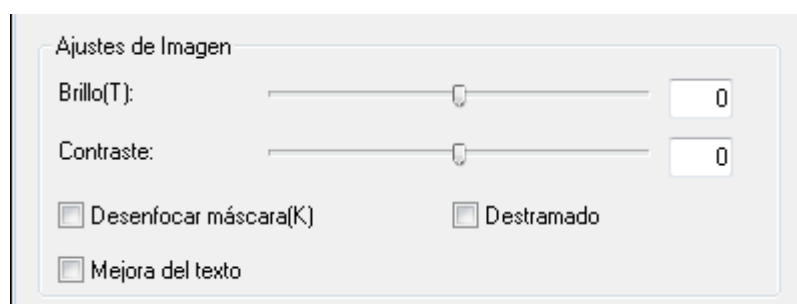 Ajustes de Imagen
Brillo(T): 0
Contraste: 0
Desenfocar máscara(K) Destramado
Mejora del texto